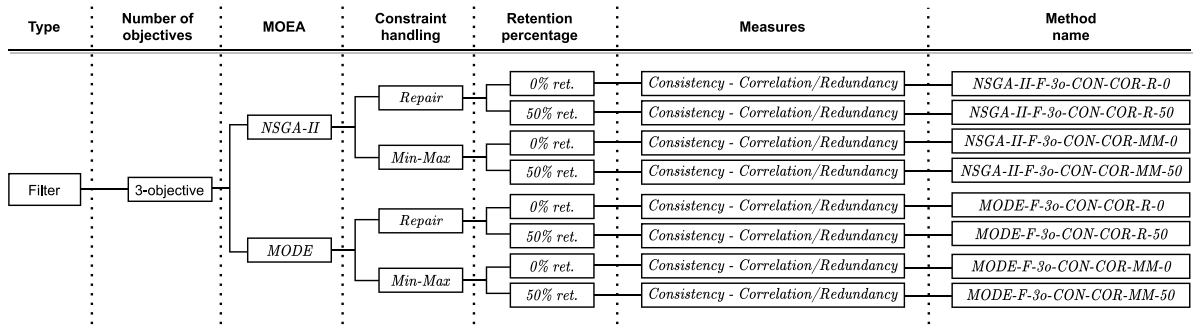 Type
Number of
objectives
MOEA
Constraint
handling
Retention
percentage
Measures
Method
name
Filter
3-objective
NSGA-II
MODE
Repair
Min-Max
Repair
Min-Max
0% ret.
Consistency - Correlation/Redundancy
NSGA-II-F-3o-CON-COR-R-0
50% ret.
Consistency - Correlation/Redundancy
NSGA-II-F-3o-CON-COR-R-50
0% ret.
Consistency - Correlation/Redundancy
NSGA-II-F-3o-CON-COR-MM-0
50% ret.
Consistency - Correlation/Redundancy
NSGA-II-F-3o-CON-COR-MM-50
0% ret.
Consistency - Correlation/Redundancy
MODE-F-3o-CON-COR-R-0
50% ret.
Consistency - Correlation/Redundancy
MODE-F-3o-CON-COR-R-50
0% ret.
Consistency - Correlation/Redundancy
MODE-F-3o-CON-COR-MM-0
50% ret.
Consistency - Correlation/Redundancy
MODE-F-3o-CON-COR-MM-50